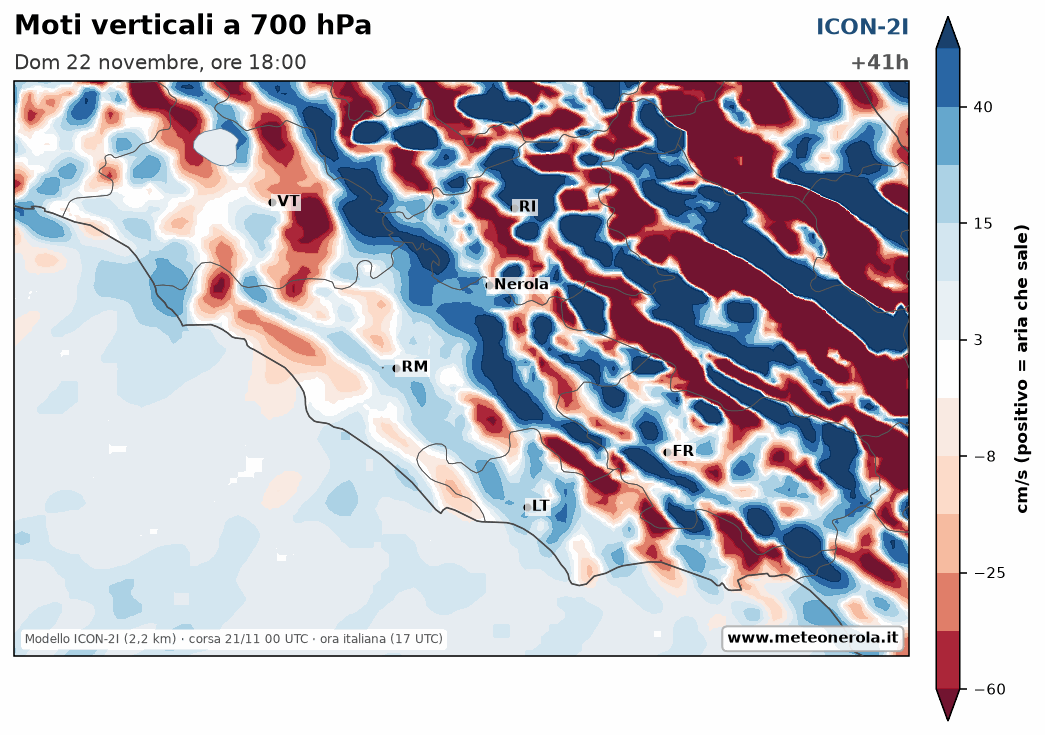 Moti verticali a 700 hPa
ICON-2I
Dom 22 novembre, ore 18:00
+41h
VT
RI
Nerola
RM
FR
LT
Modello ICON-2I (2,2 km) · corsa 21/11 00 UTC · ora italiana (17 UTC)
www.meteonerola.it
40
15
3
−8
−25
−60
cm/s (positivo = aria che sale)